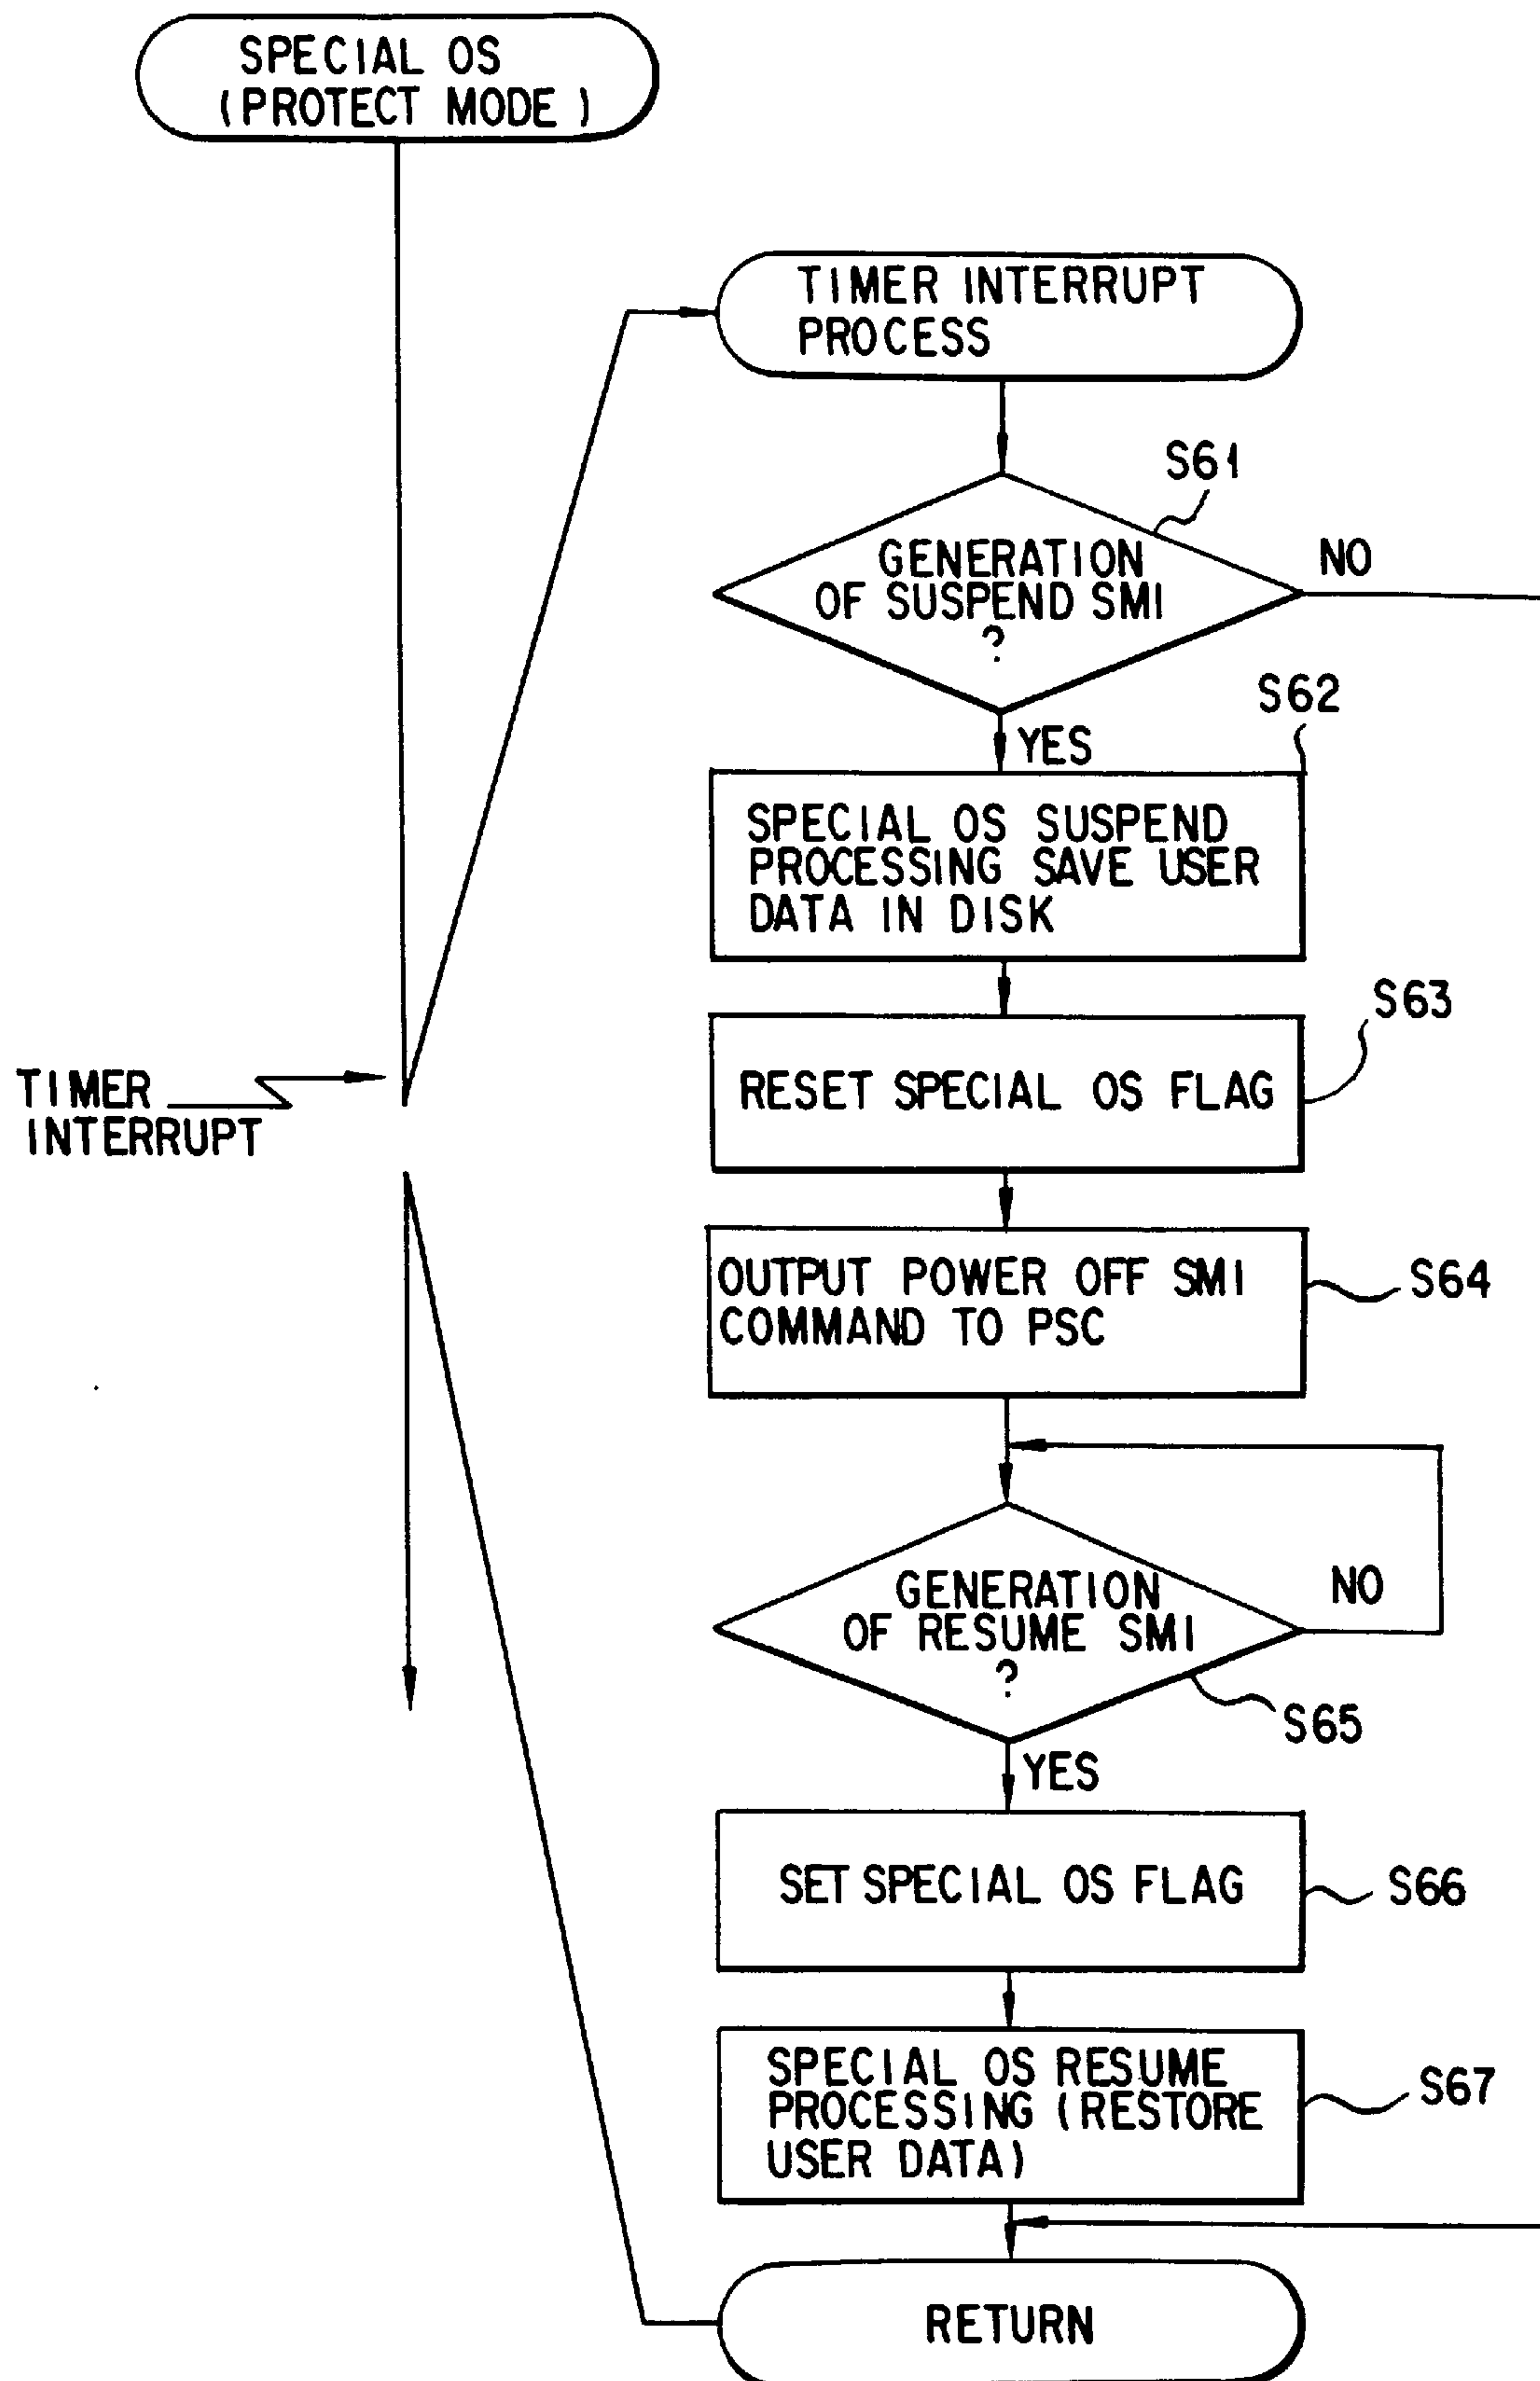 SPECIAL OS
(PROTECT MODE)
TIMER INTERRUPT
PROCESS
S61
GENERATION
OF SUSPEND SMI
?
NO
YES
S62
SPECIAL OS SUSPEND
PROCESSING SAVE USER
DATA IN DISK
S63
RESET SPECIAL OS FLAG
TIMER
INTERRUPT
OUTPUT POWER OFF SMI
COMMAND TO PSC
S64
GENERATION
OF RESUME SMI
?
NO
S65
YES
SET SPECIAL OS FLAG
S66
SPECIAL OS RESUME
PROCESSING (RESTORE
USER DATA)
S67
RETURN